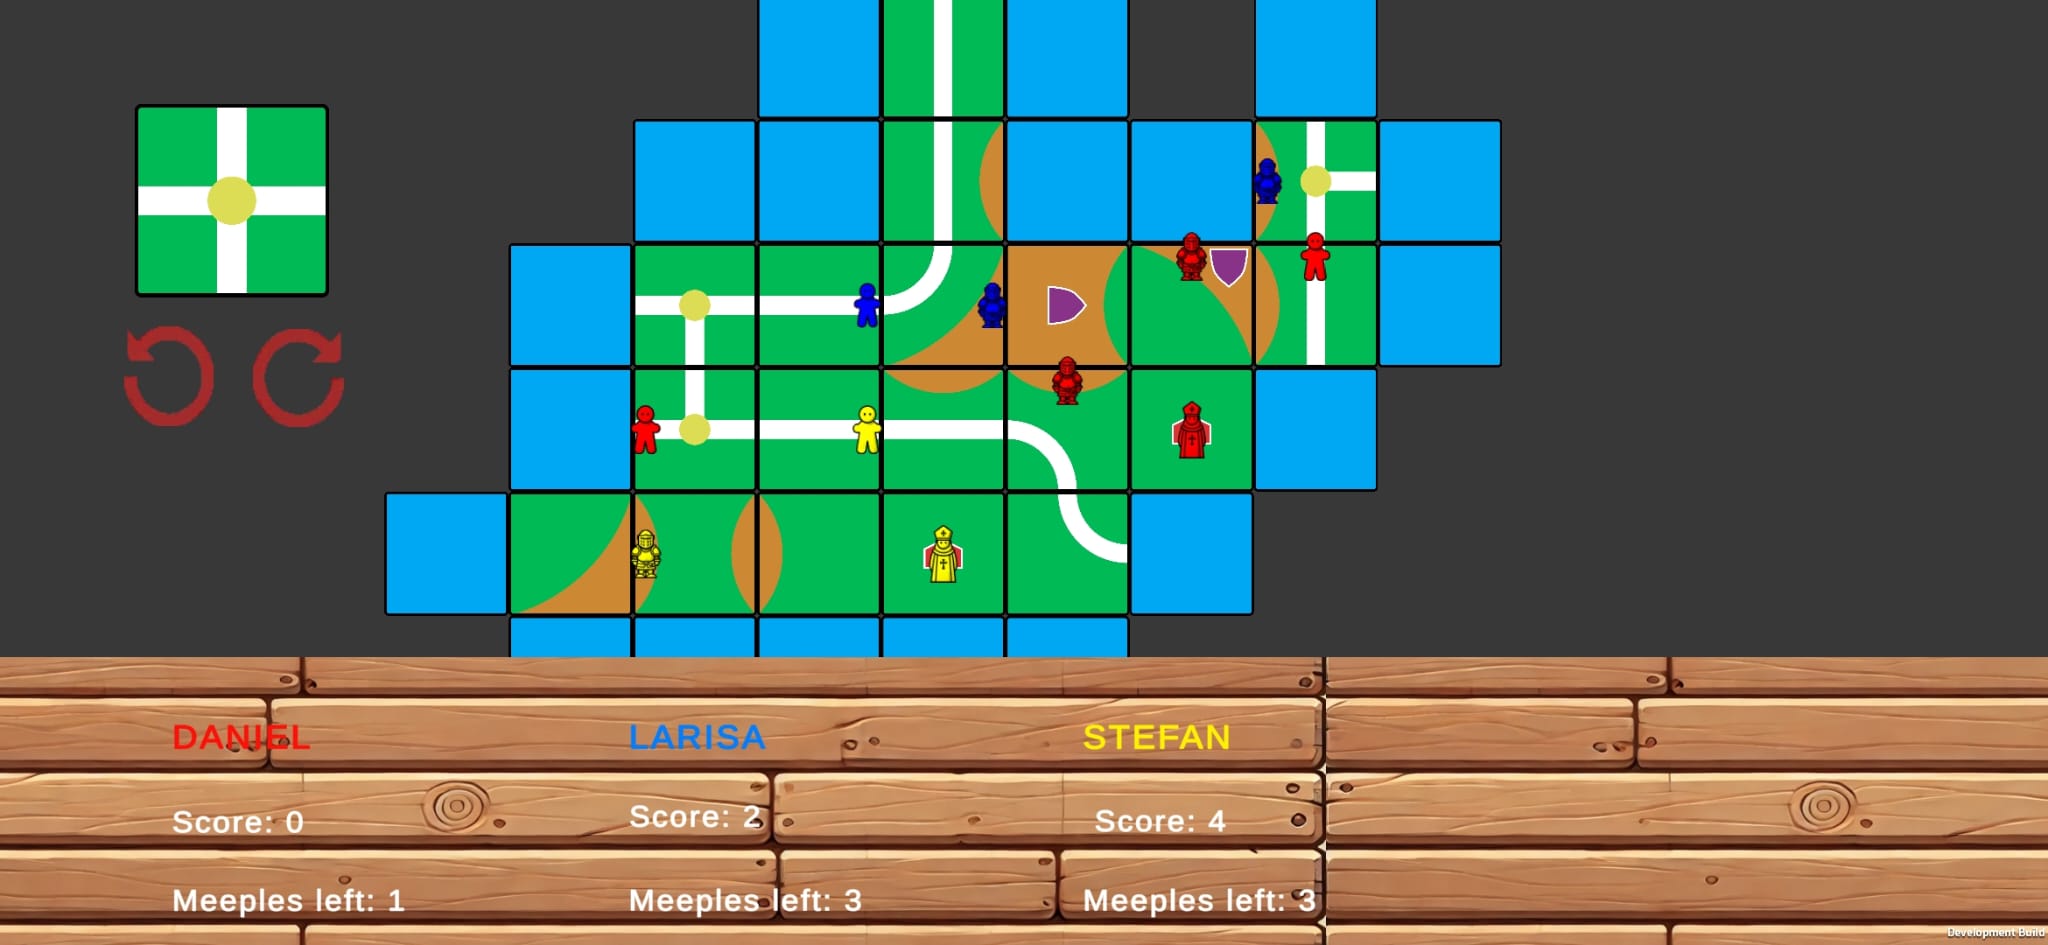 DANIEL LARISA STEFAN
Score: 0 Score: 2 Score: 4
Meeples left: 1 Meeples left: 3 Meeples left: 3
Development Build